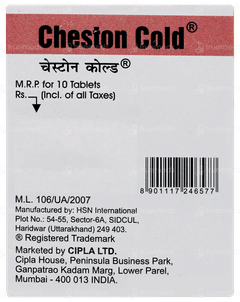 Cheston Cold®
चेस्टोन कोल्ड®
M.R.P. for 10 Tablets
Rs. (Incl. of all Taxes)
8 901117 246577
M.L. 106/UA/2007
Manufactured by: HSN International
Plot No.: 54-55, Sector-6A, SIDCUL,
Haridwar (Uttarakhand) 249 403.
® Registered Trademark
Marketed by CIPLA LTD.
Cipla House, Peninsula Business Park,
Ganpatrao Kadam Marg, Lower Parel,
Mumbai - 400 013 INDIA.